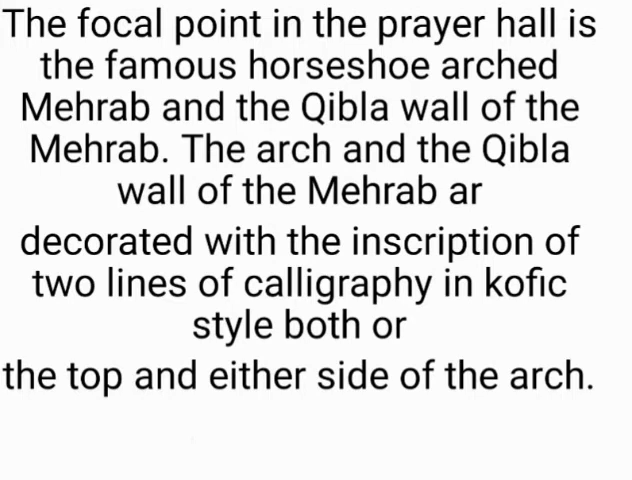 The focal point in the prayer hall is
the famous horseshoe arched
Mehrab and the Qibla wall of the
Mehrab. The arch and the Qibla
wall of the Mehrab ar
decorated with the inscription of
two lines of calligraphy in kofic
style both or
the top and either side of the arch.